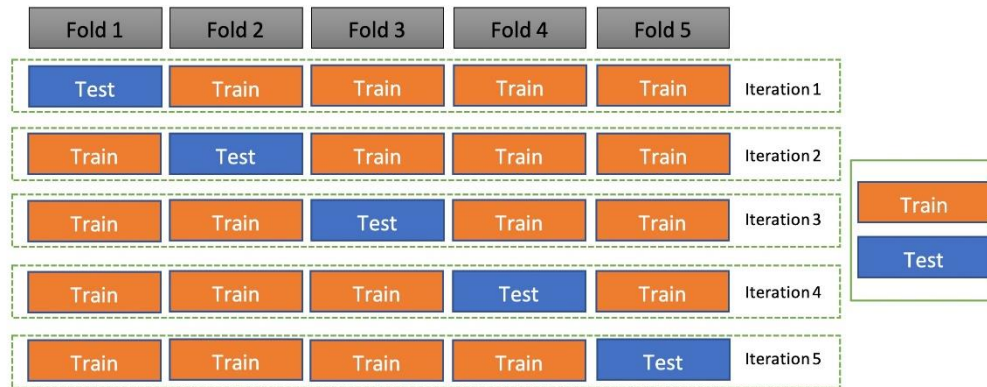 Fold 1 Fold 2 Fold 3 Fold 4 Fold 5
Test Train Train Train Train Iteration 1
Train Test Train Train Train Iteration 2
Train Train Test Train Train Iteration 3
Train Train Train Test Train Iteration 4
Train Train Train Train Test Iteration 5
Train
Test